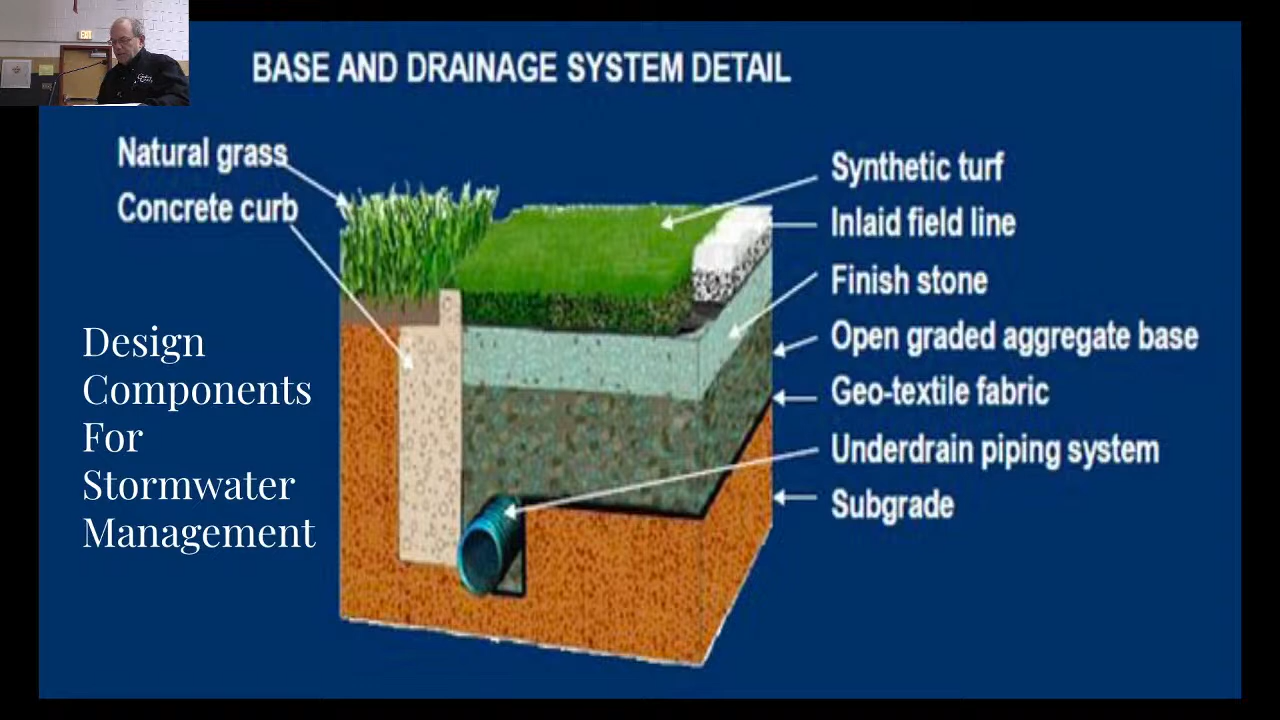 BASE AND DRAINAGE SYSTEM DETAIL
Natural grass
Concrete curb
Synthetic turf
Inlaid field line
Finish stone
Open graded aggregate base
Geo-textile fabric
Underdrain piping system
Subgrade
Design
Components
For
Stormwater
Management